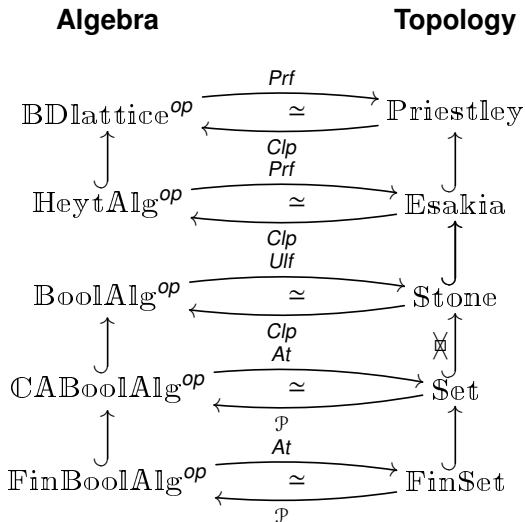 Algebra Topology
Prf
𝔹𝔻lattice^op ≃ ℙriestley
Clp
Prf
ℍeyt𝔸lg^op ≃ 𝔼sakia
Clp
Ulf
𝔹ool𝔸lg^op ≃ 𝕊tone
Clp
At
ℂ𝔸𝔹ool𝔸lg^op ≃ 𝕊et
𝒫
At
𝔽in𝔹ool𝔸lg^op ≃ 𝔽in𝕊et
𝒫